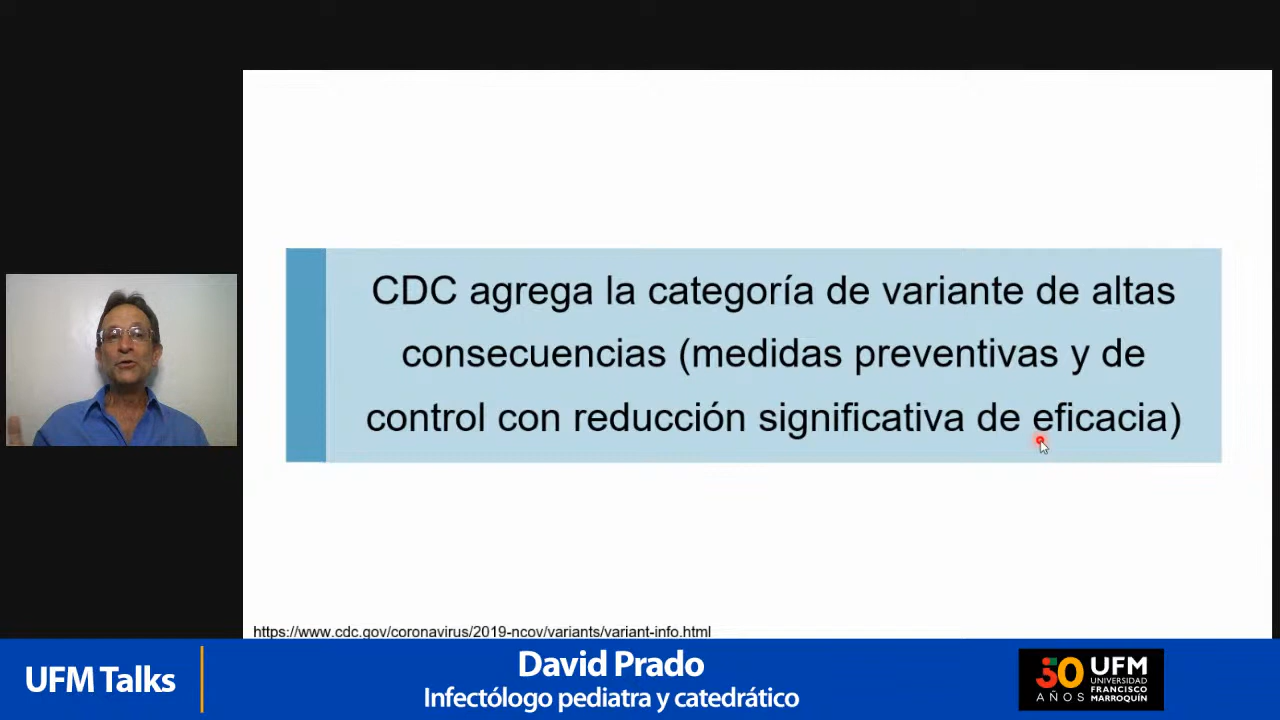 CDC agrega la categoría de variante de altas
consecuencias (medidas preventivas y de
control con reducción significativa de eficacia)
https://www.cdc.gov/coronavirus/2019-ncov/variants/variant-info.html
UFM Talks
David Prado
Infectólogo pediatra y catedrático
50
AÑOS
UFM
UNIVERSIDAD
FRANCISCO
MARROQUÍN